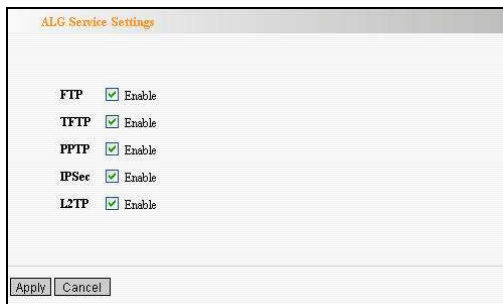 ALG Service Settings
FTP Enable
TFTP Enable
PPTP Enable
IPSec Enable
L2TP Enable
Apply Cancel